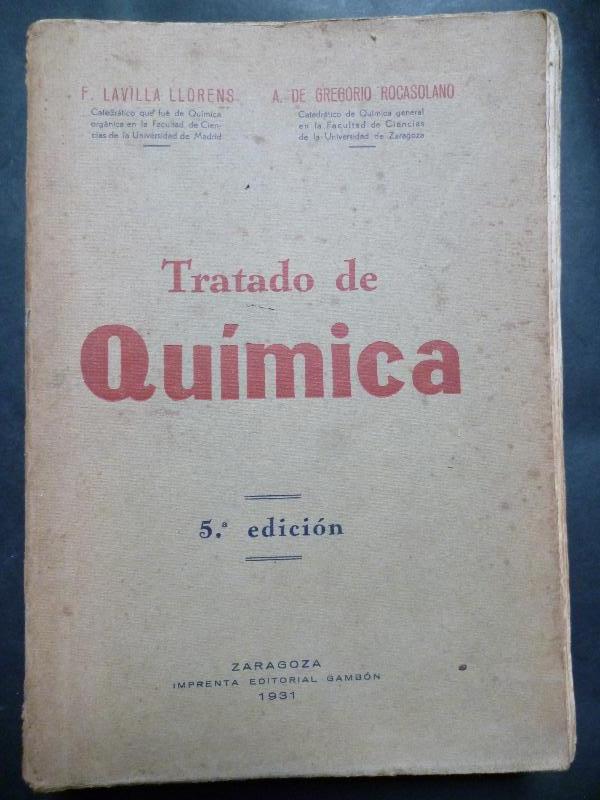 F. LAVILLA LLORENS
Catedrático que fué de Química
orgánica en la Facultad de Cien-
cias de la Universidad de Madrid
A. DE GREGORIO ROCASOLANO
Catedrático de Química general
en la Facultad de Ciencias
de la Universidad de Zaragoza
Tratado de
Química
5.ª edición
ZARAGOZA
IMPRENTA EDITORIAL GAMBÓN
1931